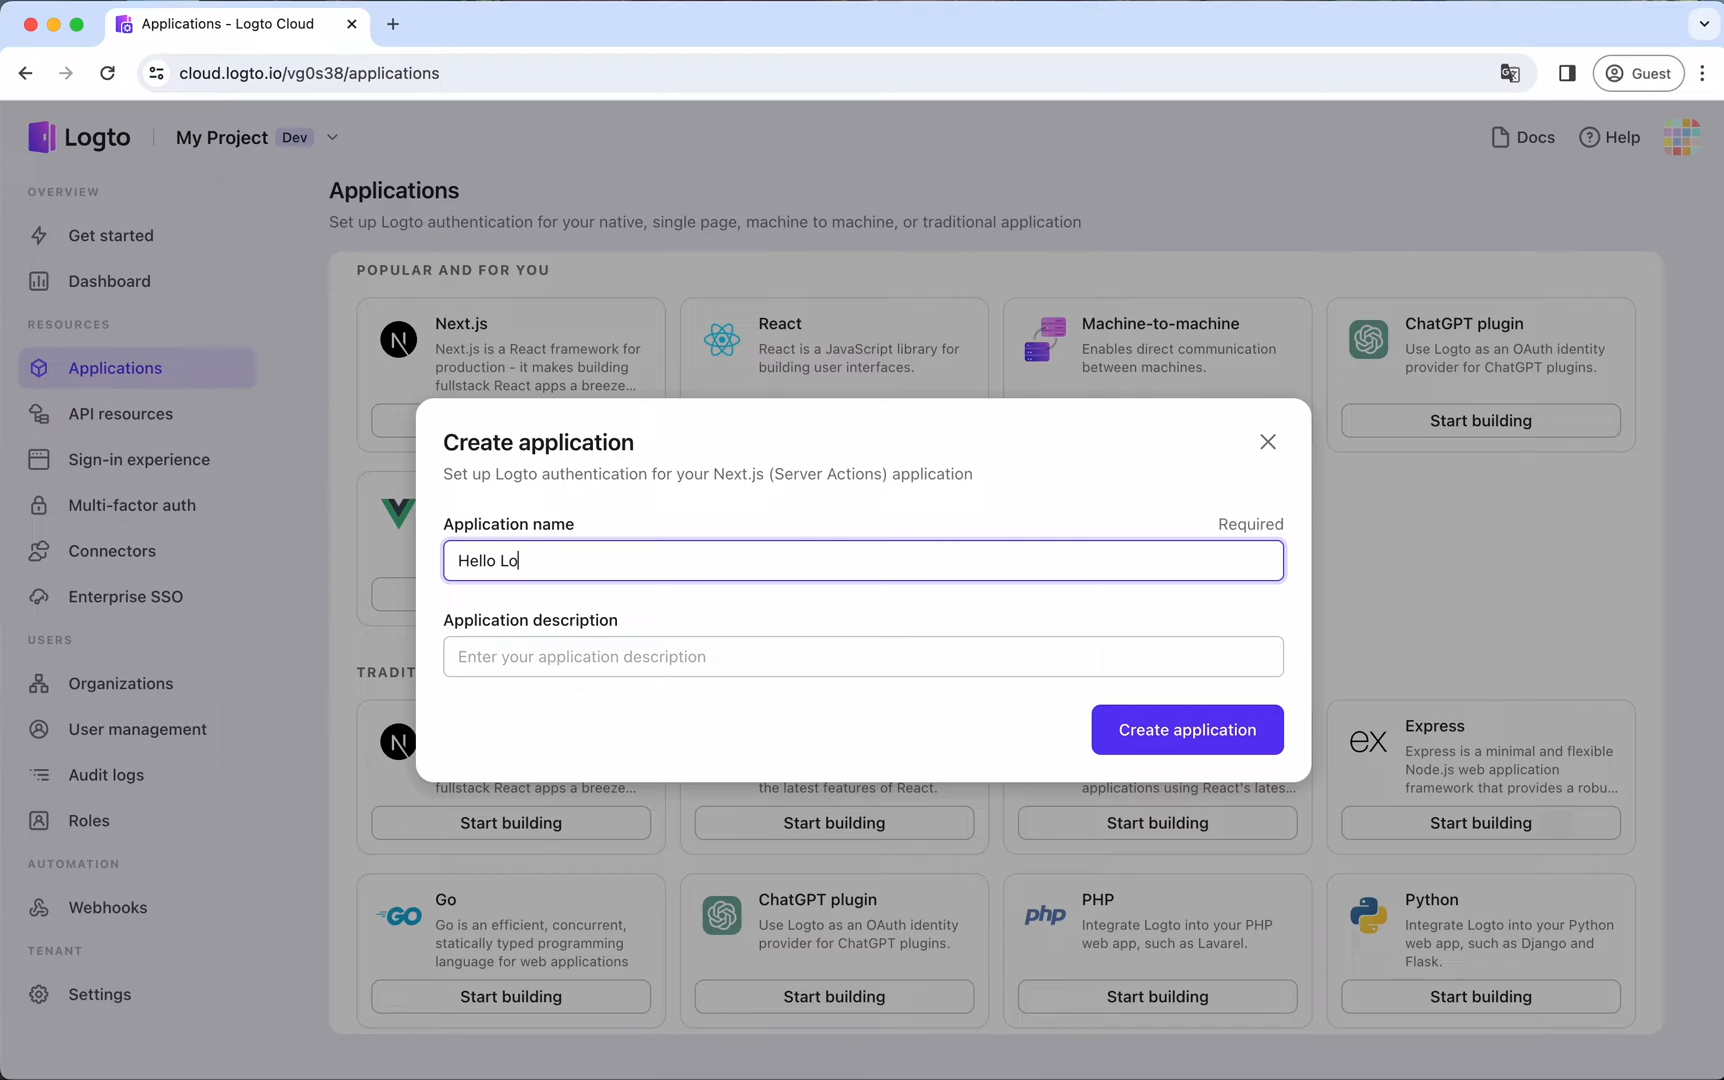 Applications - Logto Cloud
cloud.logto.io/vg0s38/applications
Guest
Logto
My Project Dev
Docs
Help
OVERVIEW
Get started
Dashboard
RESOURCES
Applications
API resources
Sign-in experience
Multi-factor auth
Connectors
Enterprise SSO
USERS
Organizations
User management
Audit logs
Roles
AUTOMATION
Webhooks
TENANT
Settings
Applications
Set up Logto authentication for your native, single page, machine to machine, or traditional application
POPULAR AND FOR YOU
Next.js
Next.js is a React framework for
production - it makes building
fullstack React apps a breeze...
React
React is a JavaScript library for
building user interfaces.
Machine-to-machine
Enables direct communication
between machines.
ChatGPT plugin
Use Logto as an OAuth identity
provider for ChatGPT plugins.
Start building
Create application
Set up Logto authentication for your Next.js (Server Actions) application
Application name
Required
Hello Lo
Application description
Enter your application description
Create application
TRADIT
fullstack React apps a breeze...
Start building
the latest features of React.
Start building
applications using React's lates...
Start building
ex
Express
Express is a minimal and flexible
Node.js web application
framework that provides a robu...
Start building
GO
Go
Go is an efficient, concurrent,
statically typed programming
language for web applications
Start building
ChatGPT plugin
Use Logto as an OAuth identity
provider for ChatGPT plugins.
Start building
php
PHP
Integrate Logto into your PHP
web app, such as Lavarel.
Start building
Python
Integrate Logto into your Python
web app, such as Django and
Flask.
Start building